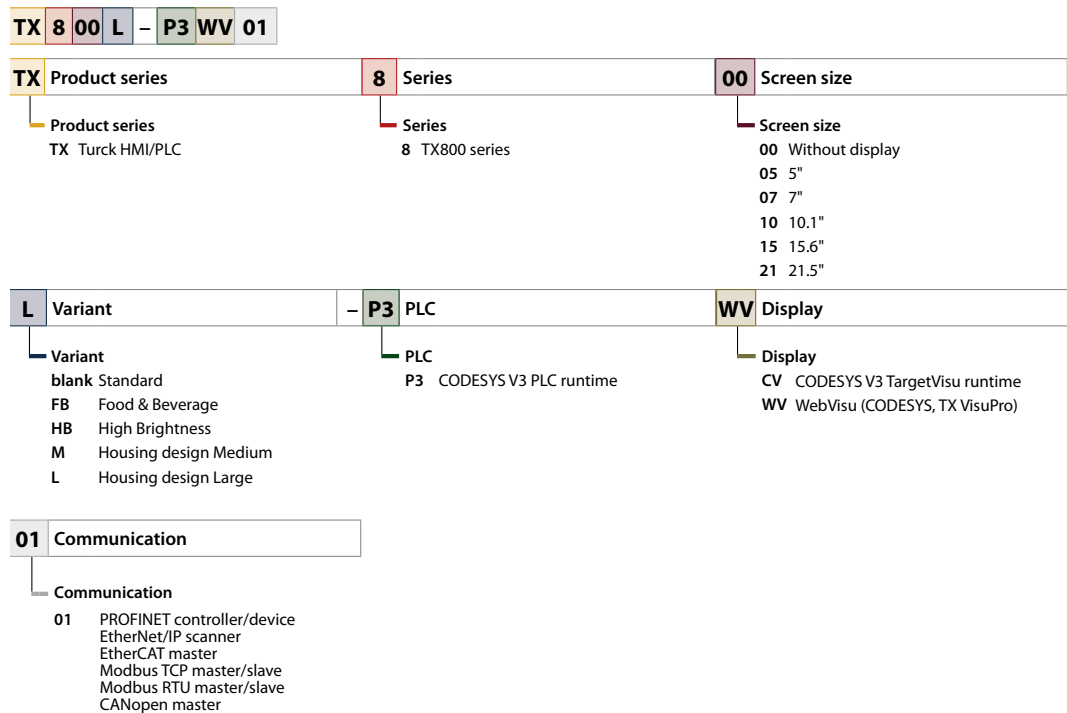 TX 8 00 L – P3 WV 01
TX Product series
Product series
TX Turck HMI/PLC
8 Series
Series
8 TX800 series
00 Screen size
Screen size
00 Without display
05 5"
07 7"
10 10.1"
15 15.6"
21 21.5"
L Variant
Variant
blank Standard
FB Food & Beverage
HB High Brightness
M Housing design Medium
L Housing design Large
– P3 PLC
PLC
P3 CODESYS V3 PLC runtime
WV Display
Display
CV CODESYS V3 TargetVisu runtime
WV WebVisu (CODESYS, TX VisuPro)
01 Communication
Communication
01 PROFINET controller/device
EtherNet/IP scanner
EtherCAT master
Modbus TCP master/slave
Modbus RTU master/slave
CANopen master